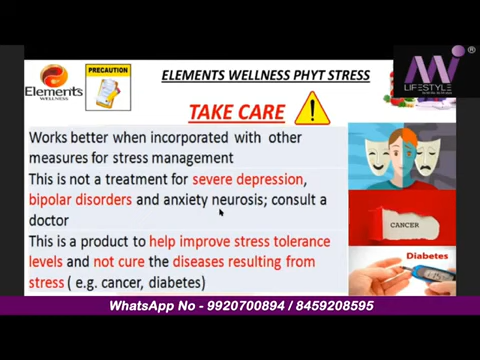 Elements
WELLNESS
PRECAUTION
ELEMENTS WELLNESS PHYT STRESS
LIFESTYLE
TAKE CARE
Works better when incorporated with other
measures for stress management
This is not a treatment for severe depression,
bipolar disorders and anxiety neurosis; consult a
doctor
CANCER
This is a product to help improve stress tolerance
levels and not cure the diseases resulting from
stress ( e.g. cancer, diabetes)
Diabetes
WhatsApp No - 9920700894 / 8459208595